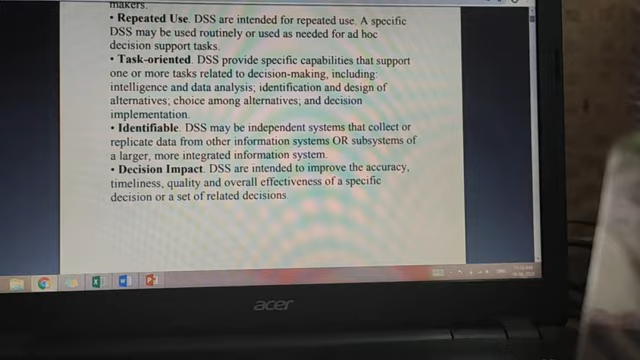 makers.
• Repeated Use. DSS are intended for repeated use. A specific
DSS may be used routinely or used as needed for ad hoc
decision support tasks.
• Task-oriented. DSS provide specific capabilities that support
one or more tasks related to decision-making, including:
intelligence and data analysis; identification and design of
alternatives; choice among alternatives; and decision
implementation.
• Identifiable. DSS may be independent systems that collect or
replicate data from other information systems OR subsystems of
a larger, more integrated information system.
• Decision Impact. DSS are intended to improve the accuracy,
timeliness, quality and overall effectiveness of a specific
decision or a set of related decisions
acer